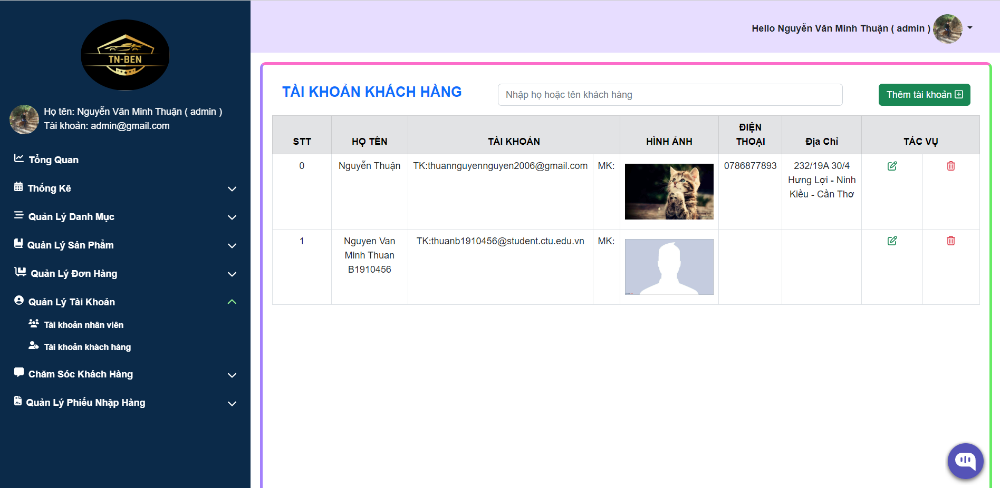 TN-BEN
Họ tên: Nguyễn Văn Minh Thuận ( admin )
Tài khoản: admin@gmail.com
Tổng Quan
Thống Kê
Quản Lý Danh Mục
Quản Lý Sản Phẩm
Quản Lý Đơn Hàng
Quản Lý Tài Khoản
Tài khoản nhân viên
Tài khoản khách hàng
Chăm Sóc Khách Hàng
Quản Lý Phiếu Nhập Hàng
Hello Nguyễn Văn Minh Thuận ( admin )
TÀI KHOẢN KHÁCH HÀNG
Nhập họ hoặc tên khách hàng
Thêm tài khoản
STT
HỌ TÊN
TÀI KHOẢN
HÌNH ẢNH
ĐIỆN
THOẠI
Địa Chỉ
TÁC VỤ
0
Nguyễn Thuận
TK:thuannguyennguyen2006@gmail.com
MK:
0786877893
232/19A 30/4
Hưng Lợi - Ninh
Kiều - Cần Thơ
1
Nguyen Van
Minh Thuan
B1910456
TK:thuanb1910456@student.ctu.edu.vn
MK: